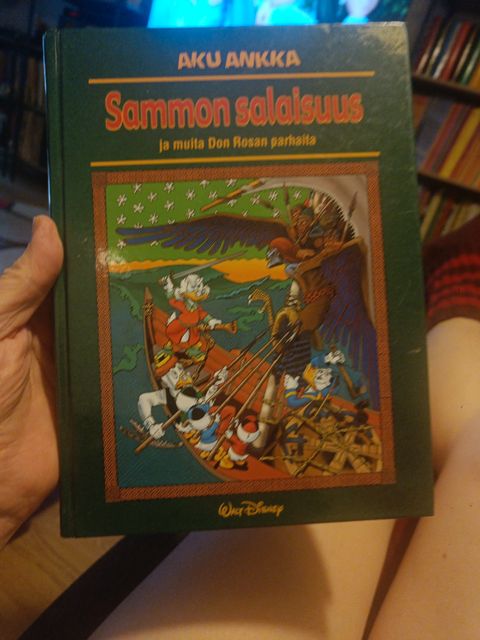 AKU ANKKA
Sammon salaisuus
ja muita Don Rosan parhaita
WALT DISNEY